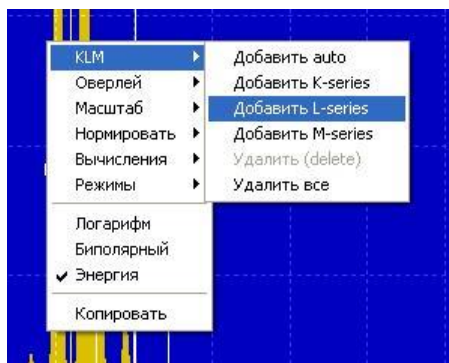 KLM
Оверлей
Масштаб
Нормировать
Вычисления
Режимы
Логарифм
Биполярный
Энергия
Копировать
Добавить auto
Добавить K-series
Добавить L-series
Добавить M-series
Удалить (delete)
Удалить все